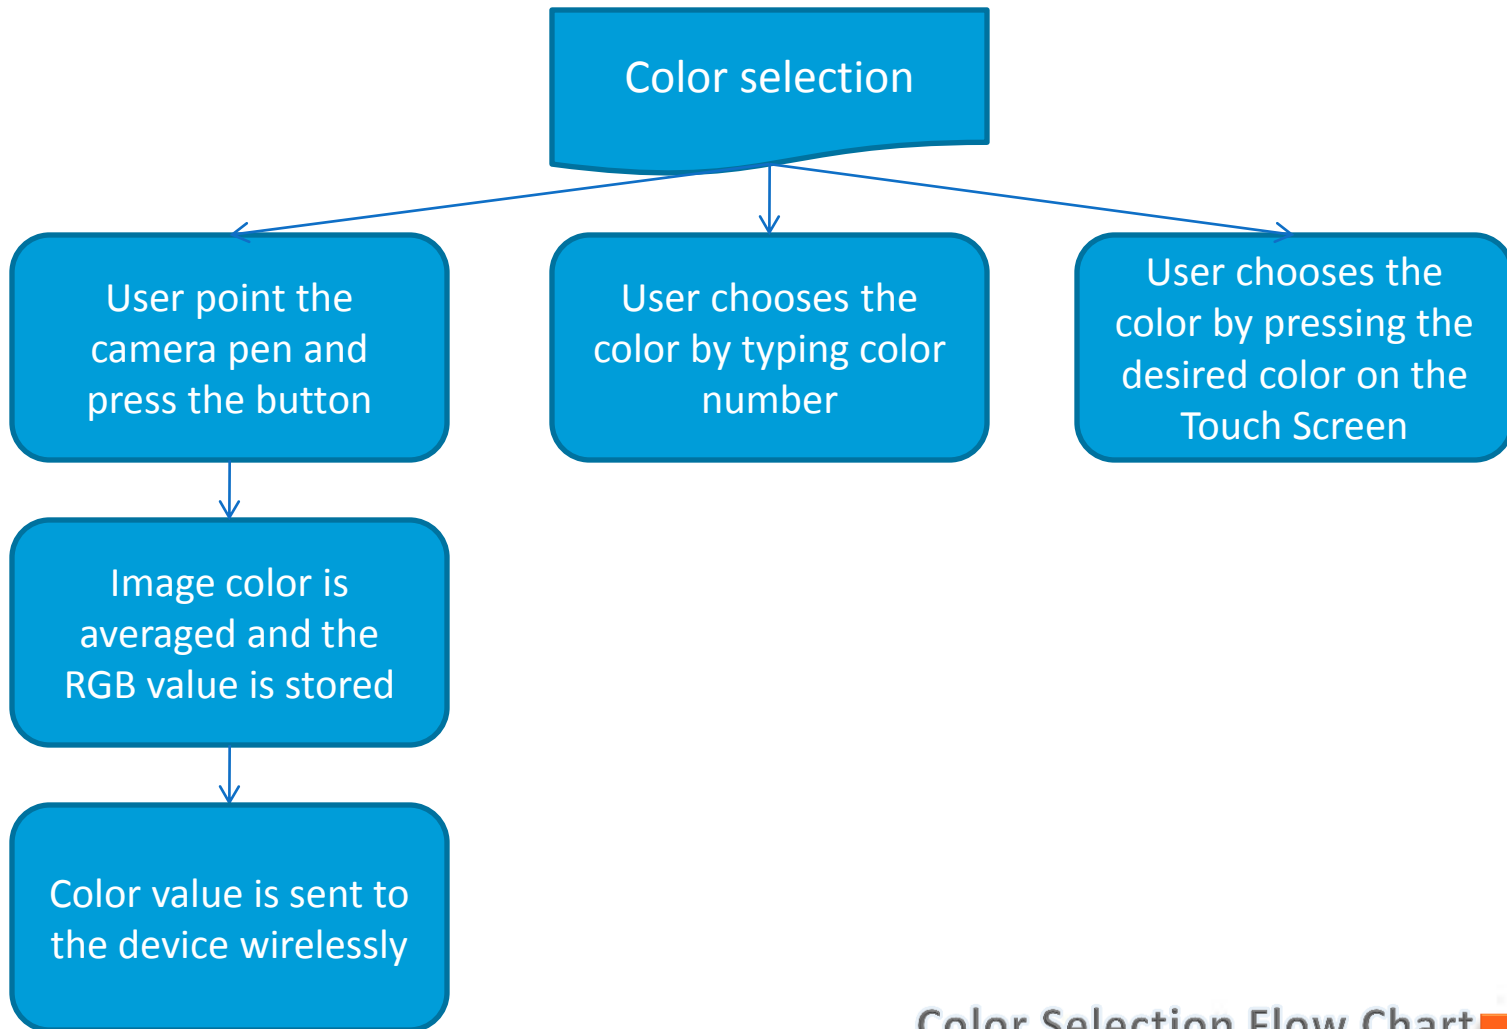 Color selection
User point the
camera pen and
press the button
User chooses the
color by typing color
number
User chooses the
color by pressing the
desired color on the
Touch Screen
Image color is
averaged and the
RGB value is stored
Color value is sent to
the device wirelessly
Color Selection Flow Chart